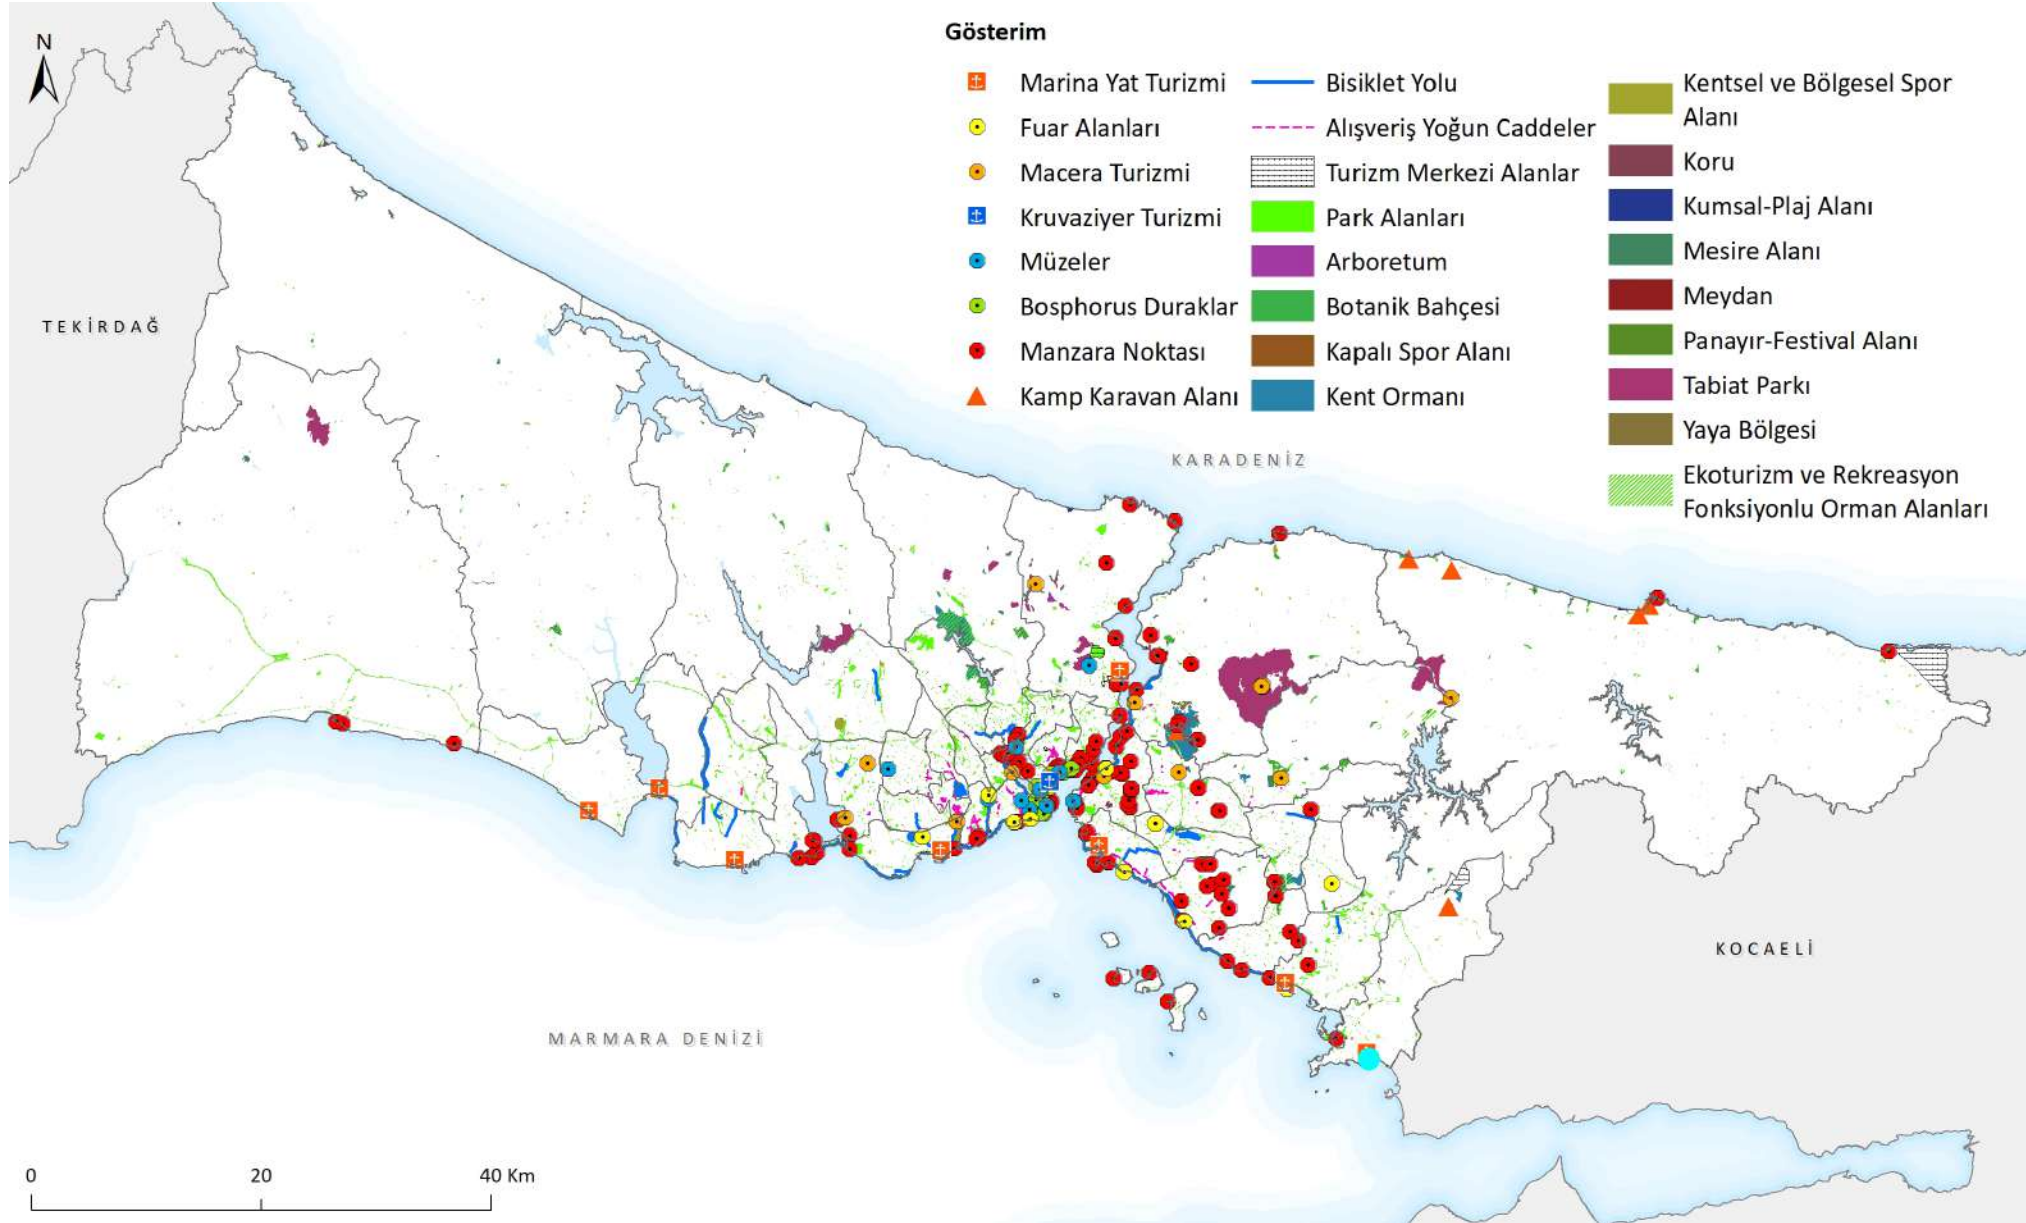 N
Gösterim
Marina Yat Turizmi
Fuar Alanları
Macera Turizmi
Kruvaziyer Turizmi
Müzeler
Bosphorus Duraklar
Manzara Noktası
Kamp Karavan Alanı
Bisiklet Yolu
Alışveriş Yoğun Caddeler
Turizm Merkezi Alanlar
Park Alanları
Arboretum
Botanik Bahçesi
Kapalı Spor Alanı
Kent Ormanı
Kentsel ve Bölgesel Spor
Alanı
Koru
Kumsal-Plaj Alanı
Mesire Alanı
Meydan
Panayır-Festival Alanı
Tabiat Parkı
Yaya Bölgesi
Ekoturizm ve Rekreasyon
Fonksiyonlu Orman Alanları
TEKİRDAĞ
KARADENİZ
KOCAELİ
MARMARA DENİZİ
0 20 40 Km